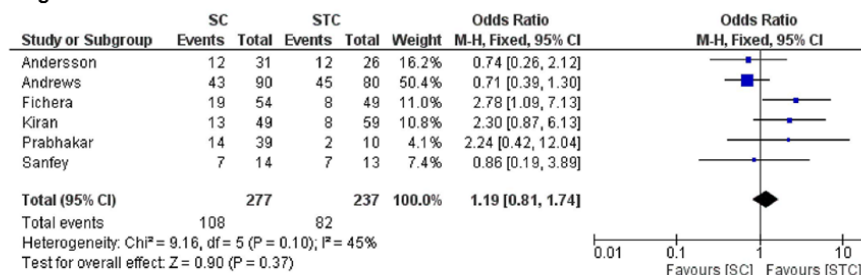 SC STC Odds Ratio Odds Ratio
Study or Subgroup Events Total Events Total Weight M-H, Fixed, 95% CI M-H, Fixed, 95% CI
Andersson 12 31 12 26 16.2% 0.74 [0.26, 2.12]
Andrews 43 90 45 80 50.4% 0.71 [0.39, 1.30]
Fichera 19 54 8 49 11.0% 2.78 [1.09, 7.13]
Kiran 13 49 8 59 10.8% 2.30 [0.87, 6.13]
Prabhakar 14 39 2 10 4.1% 2.24 [0.42, 12.04]
Sanfey 7 14 7 13 7.4% 0.86 [0.19, 3.89]
Total (95% CI) 277 237 100.0% 1.19 [0.81, 1.74]
Total events 108 82
Heterogeneity: Chi² = 9.16, df = 5 (P = 0.10); I² = 45%
Test for overall effect: Z = 0.90 (P = 0.37)
0.01 0.1 1 10
Favours [SC] Favours [STC]